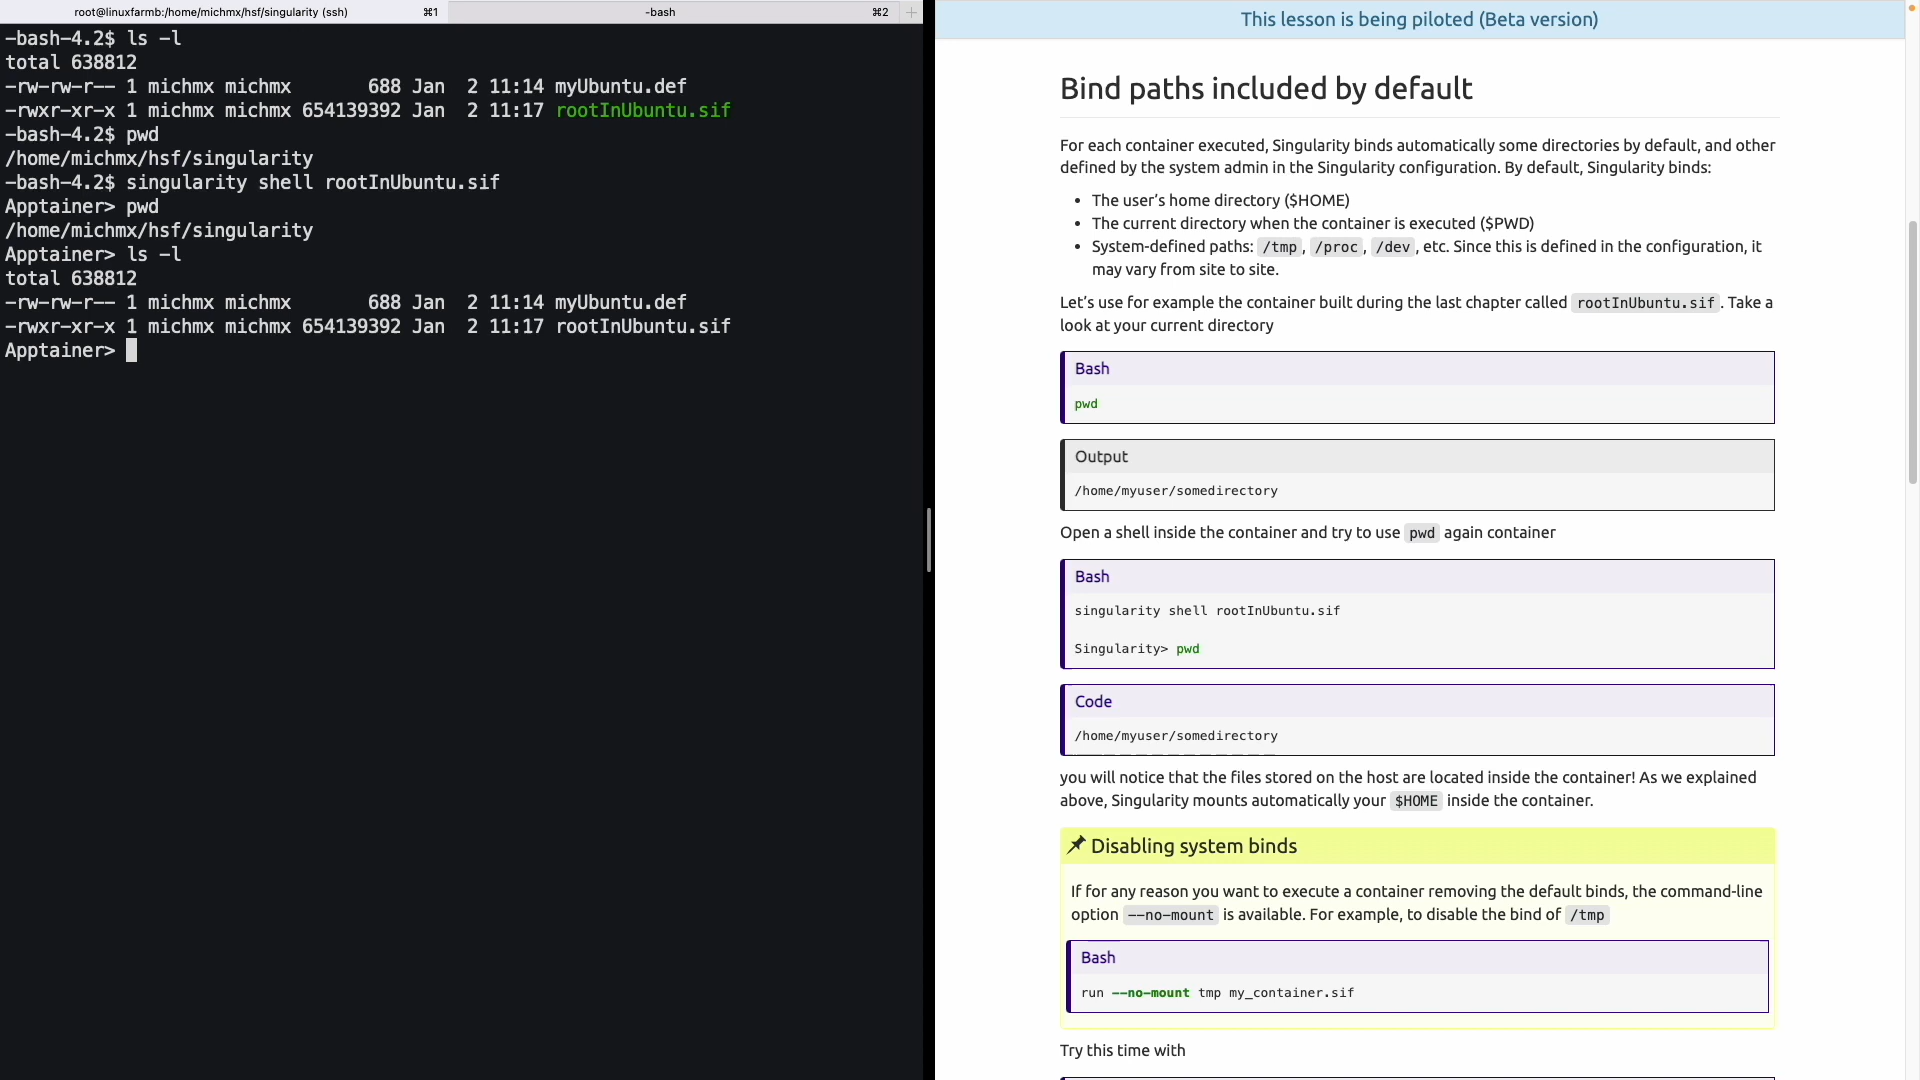 root@linuxfarmb:/home/michmx/hsf/singularity (ssh) ⌘1 -bash ⌘2 +
-bash-4.2$ ls -l
total 638812
-rw-rw-r-- 1 michmx michmx       688 Jan  2 11:14 myUbuntu.def
-rwxr-xr-x 1 michmx michmx 654139392 Jan  2 11:17 rootInUbuntu.sif
-bash-4.2$ pwd
/home/michmx/hsf/singularity
-bash-4.2$ singularity shell rootInUbuntu.sif
Apptainer> pwd
/home/michmx/hsf/singularity
Apptainer> ls -l
total 638812
-rw-rw-r-- 1 michmx michmx       688 Jan  2 11:14 myUbuntu.def
-rwxr-xr-x 1 michmx michmx 654139392 Jan  2 11:17 rootInUbuntu.sif
Apptainer>
This lesson is being piloted (Beta version)
Bind paths included by default
For each container executed, Singularity binds automatically some directories by default, and other
defined by the system admin in the Singularity configuration. By default, Singularity binds:
• The user’s home directory ($HOME)
• The current directory when the container is executed ($PWD)
• System-defined paths: /tmp, /proc, /dev, etc. Since this is defined in the configuration, it
may vary from site to site.
Let’s use for example the container built during the last chapter called rootInUbuntu.sif. Take a
look at your current directory
Bash
pwd
Output
/home/myuser/somedirectory
Open a shell inside the container and try to use pwd again container
Bash
singularity shell rootInUbuntu.sif
Singularity> pwd
Code
/home/myuser/somedirectory
you will notice that the files stored on the host are located inside the container! As we explained
above, Singularity mounts automatically your $HOME inside the container.
Disabling system binds
If for any reason you want to execute a container removing the default binds, the command-line
option --no-mount is available. For example, to disable the bind of /tmp
Bash
run --no-mount tmp my_container.sif
Try this time with